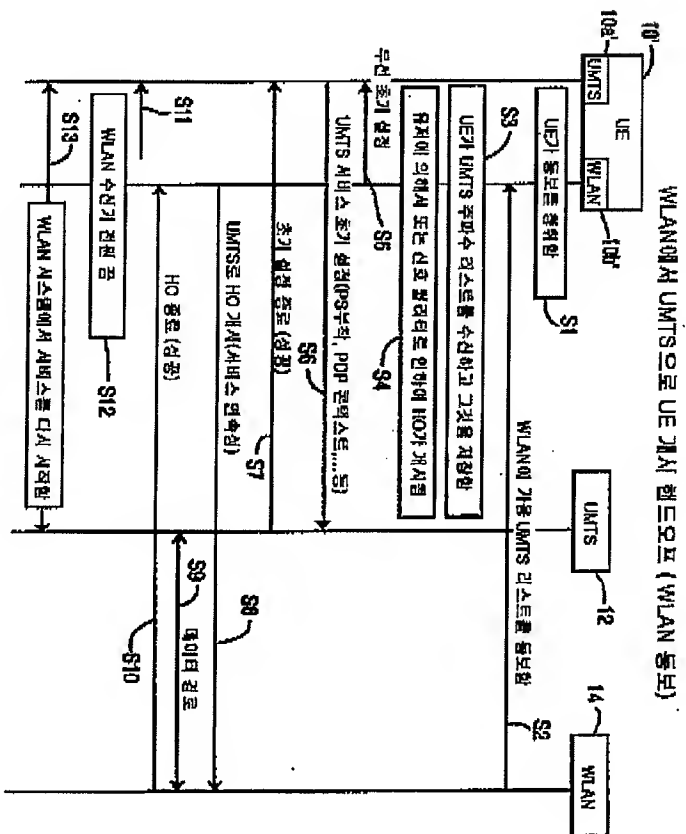 WLAN에서 UMTS으로 UE 개시 핸드오프 (WLAN 통보)
10'
UE
10a'
UMTS
WLAN
10b'
UMTS
12
14
WLAN
UE가 통보를 청취함
S1
WLAN이 가용 UMTS 리스트를 통보함
S2
S3
UE가 UMTS 주파수 리스트를 수신하고 그것을 저장함
유저에 의해서 또는 신호 퀄리티로 인하여 HO가 개시됨
S4
무선 초기 설정
S5
UMTS 서비스 초기 설정(PS부착, PDP 콘텍스트,... 등)
S6
초기 설정 종료 (성공)
S7
UMTS로 HO 개시(서비스 연속성)
S8
S9
데이터 경로
HO 종료 (성공)
S10
S11
WLAN 수신기 전원 끔
S12
S13
WLAN 시스템에서 서비스를 다시 시작함